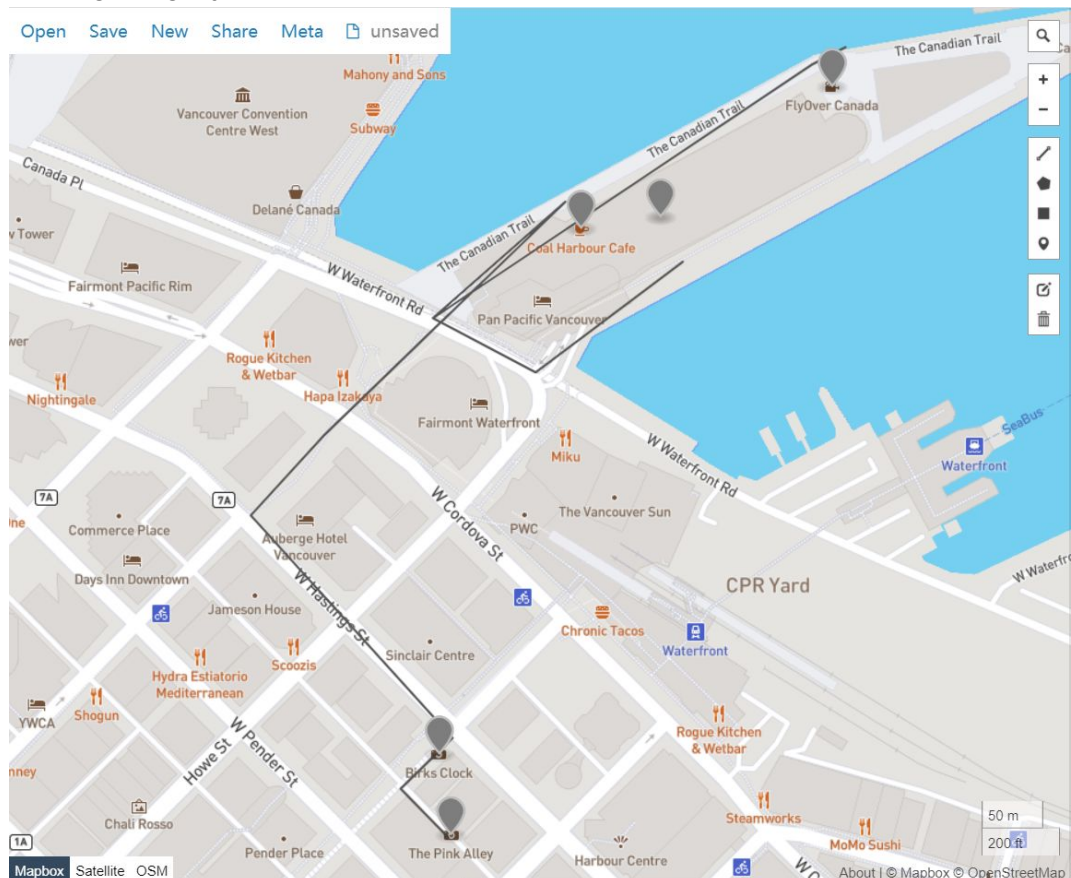 Open Save New Share Meta unsaved
The Canadian Trail
Mahony and Sons
Vancouver Convention
Centre West
Subway
FlyOver Canada
The Canadian Trail
Canada Pl
Delané Canada
w Tower
The Canadian Trail
Coal Harbour Cafe
W Waterfront Rd
Fairmont Pacific Rim
Pan Pacific Vancouver
Rogue Kitchen
& Wetbar
Hapa Izakaya
Nightingale
Fairmont Waterfront
Miku
SeaBus
Waterfront
W Waterfront Rd
7A
7A
Commerce Place
Auberge Hotel
Vancouver
W Cordova St
PWC
The Vancouver Sun
Days Inn Downtown
W Hastings St
CPR Yard
W Waterfro
Jameson House
Chronic Tacos
Waterfront
Sinclair Centre
Scoozis
Hydra Estiatorio
Mediterranean
YWCA
Shogun
Rogue Kitchen
& Wetbar
W Pender St
Howe St
Birks Clock
nney
Chali Rosso
Steamworks
50 m
200 ft
1A
Pender Place
The Pink Alley
Harbour Centre
MoMo Sushi
W C
Mapbox Satellite OSM
About | © Mapbox © OpenStreetMap